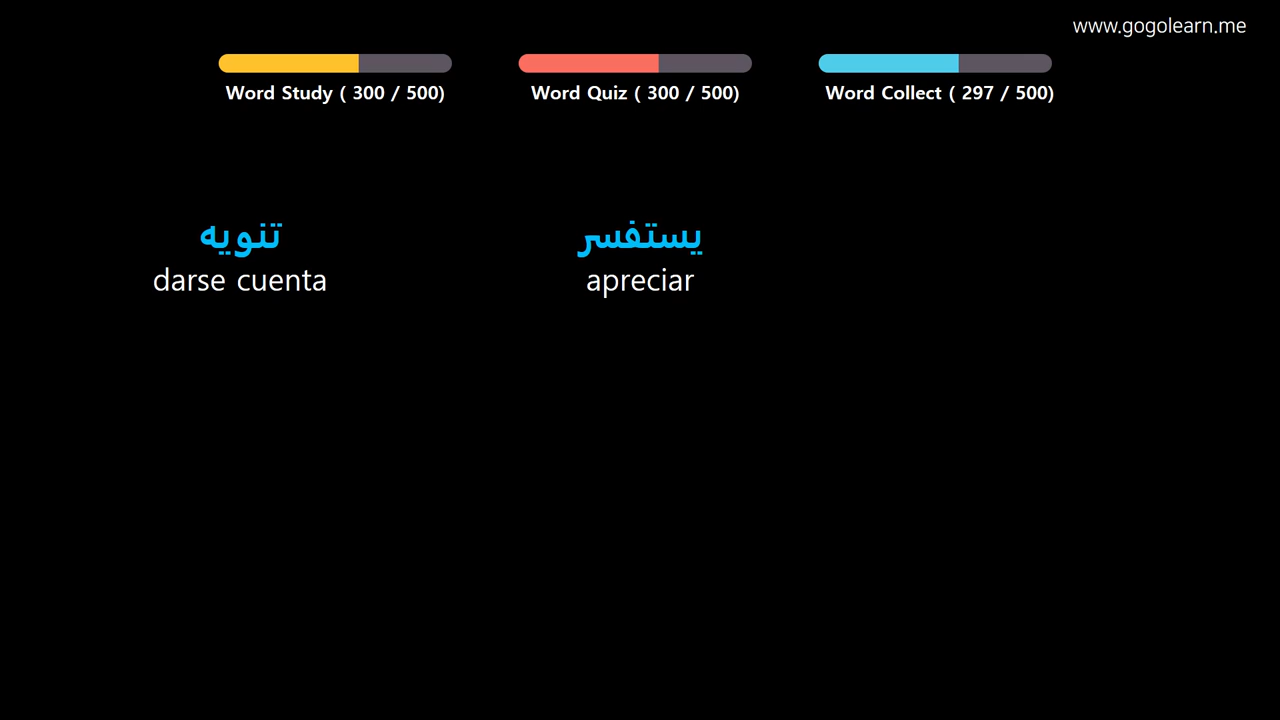 www.gogolearn.me
Word Study ( 300 / 500)
Word Quiz ( 300 / 500)
Word Collect ( 297 / 500)
تنويه
darse cuenta
يستفسر
apreciar